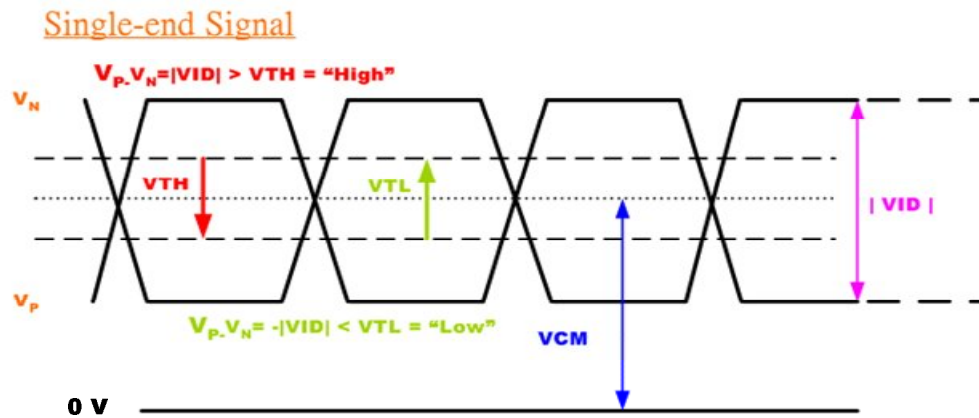 Single-end Signal
VP-VN=|VID| > VTH = “High”
VN
VTH
VTL
| VID |
VP
VP-VN= -|VID| < VTL = “Low”
VCM
0 V